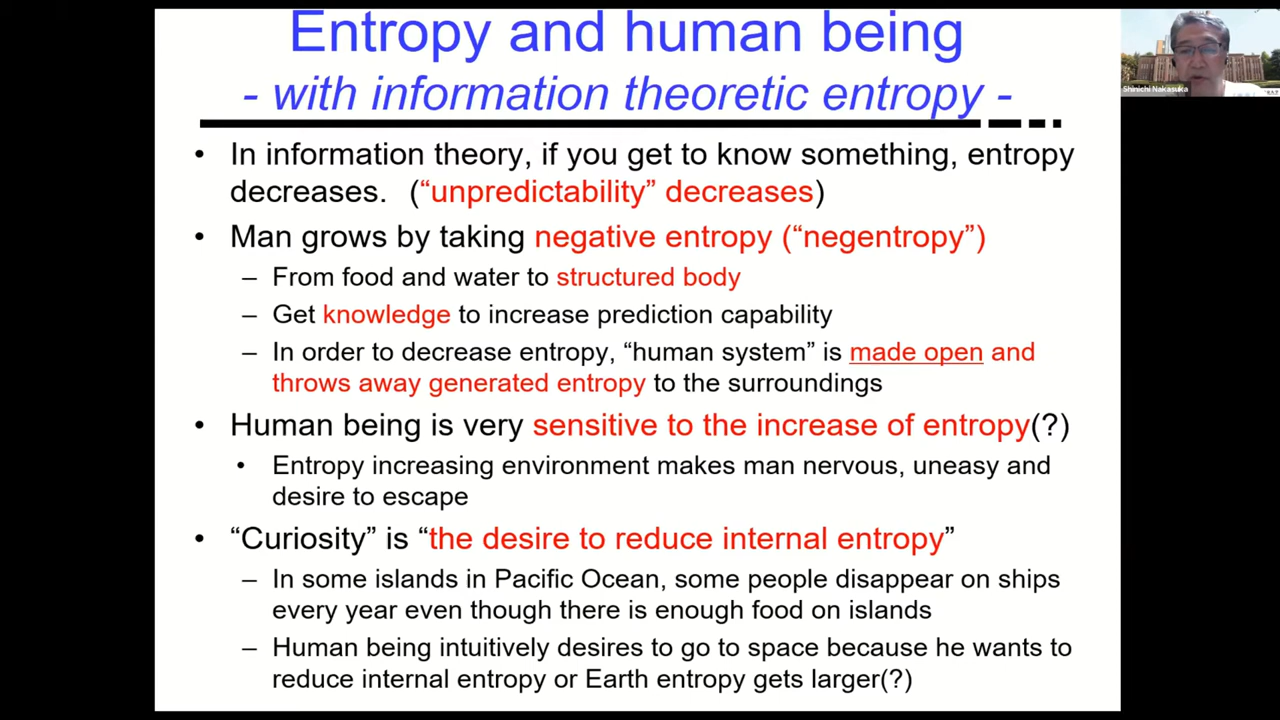 Entropy and human being
- with information theoretic entropy -
• In information theory, if you get to know something, entropy
decreases. ("unpredictability" decreases)
• Man grows by taking negative entropy ("negentropy")
– From food and water to structured body
– Get knowledge to increase prediction capability
– In order to decrease entropy, "human system" is made open and
throws away generated entropy to the surroundings
• Human being is very sensitive to the increase of entropy(?)
• Entropy increasing environment makes man nervous, uneasy and
desire to escape
• "Curiosity" is "the desire to reduce internal entropy"
– In some islands in Pacific Ocean, some people disappear on ships
every year even though there is enough food on islands
– Human being intuitively desires to go to space because he wants to
reduce internal entropy or Earth entropy gets larger(?)
Shinichi Nakasuka